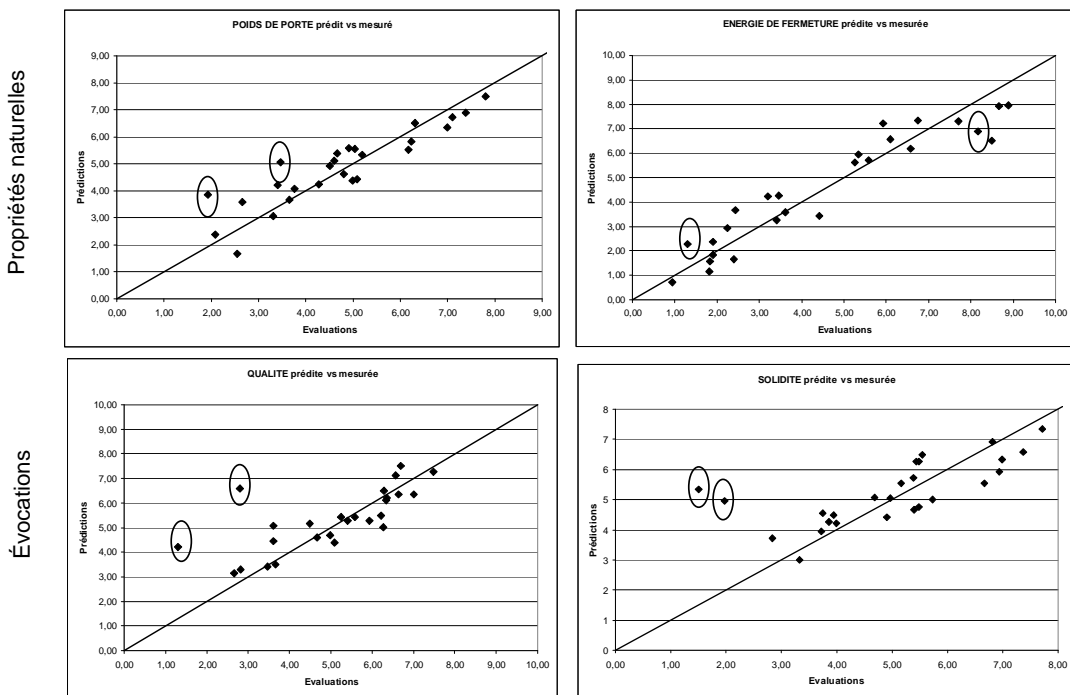 Propriétés naturelles
POIDS DE PORTE prédit vs mesuré
Prédictions
9,00
8,00
7,00
6,00
5,00
4,00
3,00
2,00
1,00
0,00
0,00 1,00 2,00 3,00 4,00 5,00 6,00 7,00 8,00 9,00
Evaluations
ENERGIE DE FERMETURE prédite vs mesurée
Prédictions
10,00
9,00
8,00
7,00
6,00
5,00
4,00
3,00
2,00
1,00
0,00
0,00 1,00 2,00 3,00 4,00 5,00 6,00 7,00 8,00 9,00 10,00
Evaluations
Évocations
QUALITE prédite vs mesurée
Prédictions
10,00
9,00
8,00
7,00
6,00
5,00
4,00
3,00
2,00
1,00
0,00
0,00 1,00 2,00 3,00 4,00 5,00 6,00 7,00 8,00 9,00 10,00
Evaluations
SOLIDITE prédite vs mesurée
Prédictions
8
7
6
5
4
3
2
1
0
0,00 1,00 2,00 3,00 4,00 5,00 6,00 7,00 8,00
Evaluations